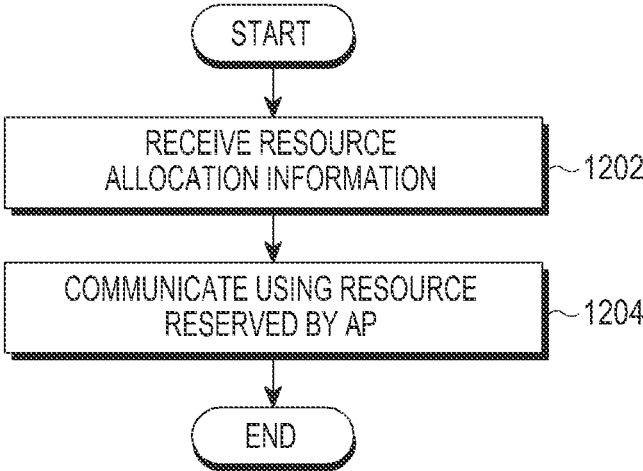 START
RECEIVE RESOURCE
ALLOCATION INFORMATION
1202
COMMUNICATE USING RESOURCE
RESERVED BY AP
1204
END